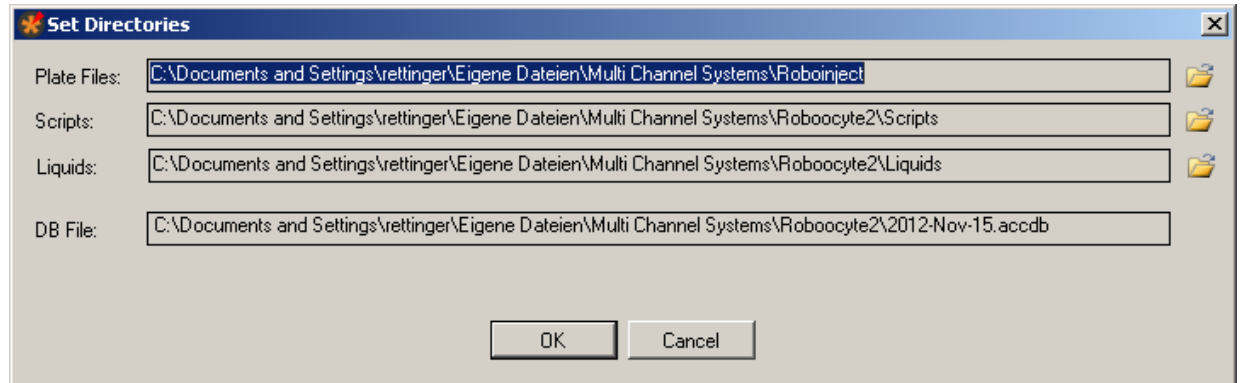 Set Directories
Plate Files: C:\Documents and Settings\rettinger\Eigene Dateien\Multi Channel Systems\Roboinject
Scripts: C:\Documents and Settings\rettinger\Eigene Dateien\Multi Channel Systems\Roboocyte2\Scripts
Liquids: C:\Documents and Settings\rettinger\Eigene Dateien\Multi Channel Systems\Roboocyte2\Liquids
DB File: C:\Documents and Settings\rettinger\Eigene Dateien\Multi Channel Systems\Roboocyte2\2012-Nov-15.accdb
OK Cancel